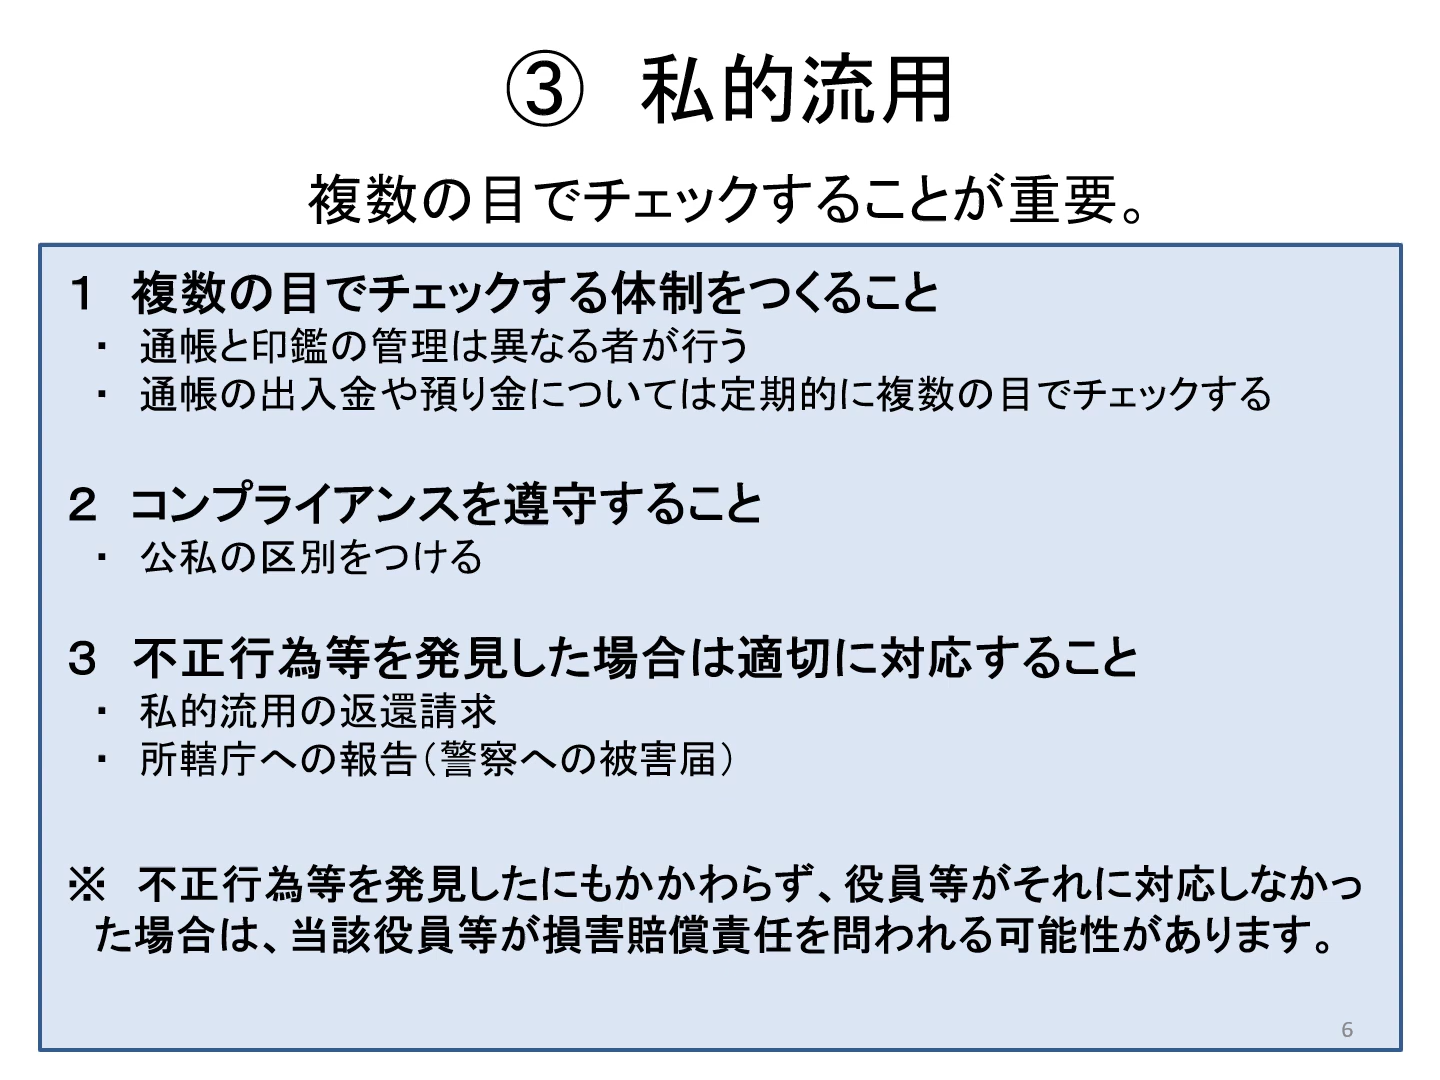 ③　私的流用
複数の目でチェックすることが重要。
１　複数の目でチェックする体制をつくること
・　通帳と印鑑の管理は異なる者が行う
・　通帳の出入金や預り金については定期的に複数の目でチェックする
２　コンプライアンスを遵守すること
・　公私の区別をつける
３　不正行為等を発見した場合は適切に対応すること
・　私的流用の返還請求
・　所轄庁への報告（警察への被害届）
※　不正行為等を発見したにもかかわらず、役員等がそれに対応しなかっ
た場合は、当該役員等が損害賠償責任を問われる可能性があります。
6